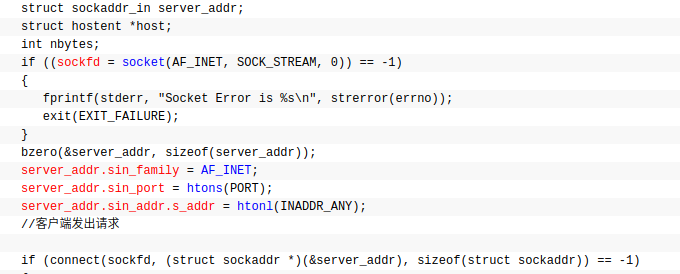 struct sockaddr_in server_addr;
struct hostent *host;
int nbytes;
if ((sockfd = socket(AF_INET, SOCK_STREAM, 0)) == -1)
{
fprintf(stderr, "Socket Error is %s\n", strerror(errno));
exit(EXIT_FAILURE);
}
bzero(&server_addr, sizeof(server_addr));
server_addr.sin_family = AF_INET;
server_addr.sin_port = htons(PORT);
server_addr.sin_addr.s_addr = htonl(INADDR_ANY);
//客户端发出请求
if (connect(sockfd, (struct sockaddr *)(&server_addr), sizeof(struct sockaddr)) == -1)